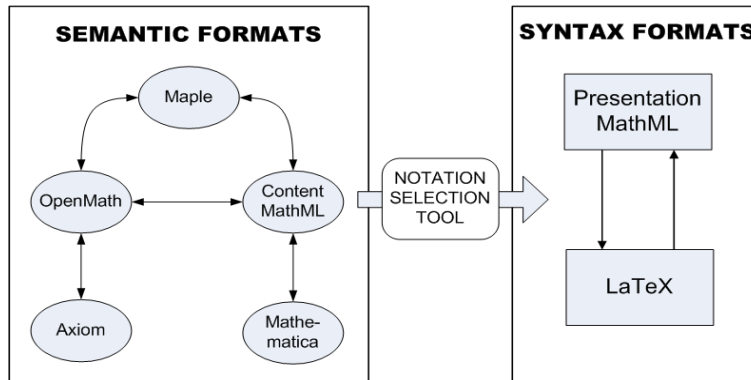 SEMANTIC FORMATS
Maple
OpenMath
Content
MathML
Axiom
Mathe-
matica
NOTATION
SELECTION
TOOL
SYNTAX FORMATS
Presentation
MathML
LaTeX